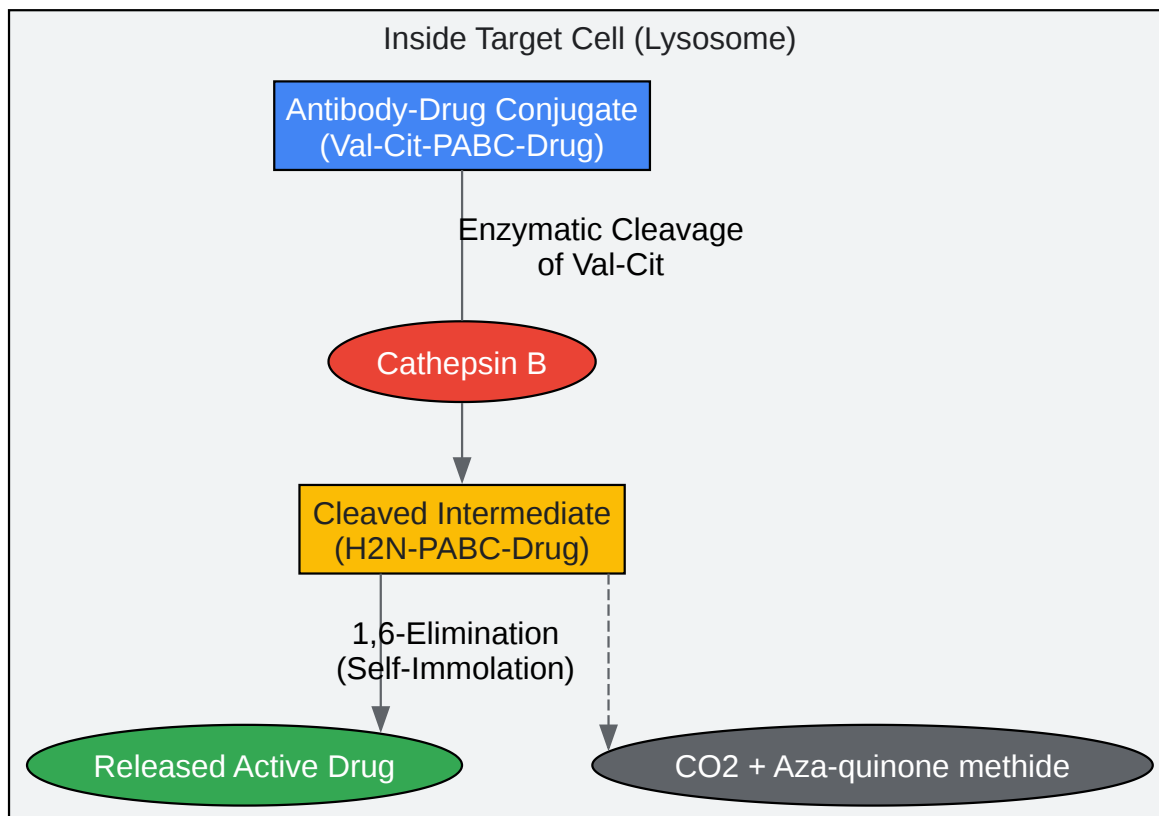 Inside Target Cell (Lysosome)
Antibody-Drug Conjugate
(Val-Cit-PABC-Drug)
Enzymatic Cleavage
of Val-Cit
Cathepsin B
Cleaved Intermediate
(H2N-PABC-Drug)
1,6-Elimination
(Self-Immolation)
Released Active Drug
CO2 + Aza-quinone methide